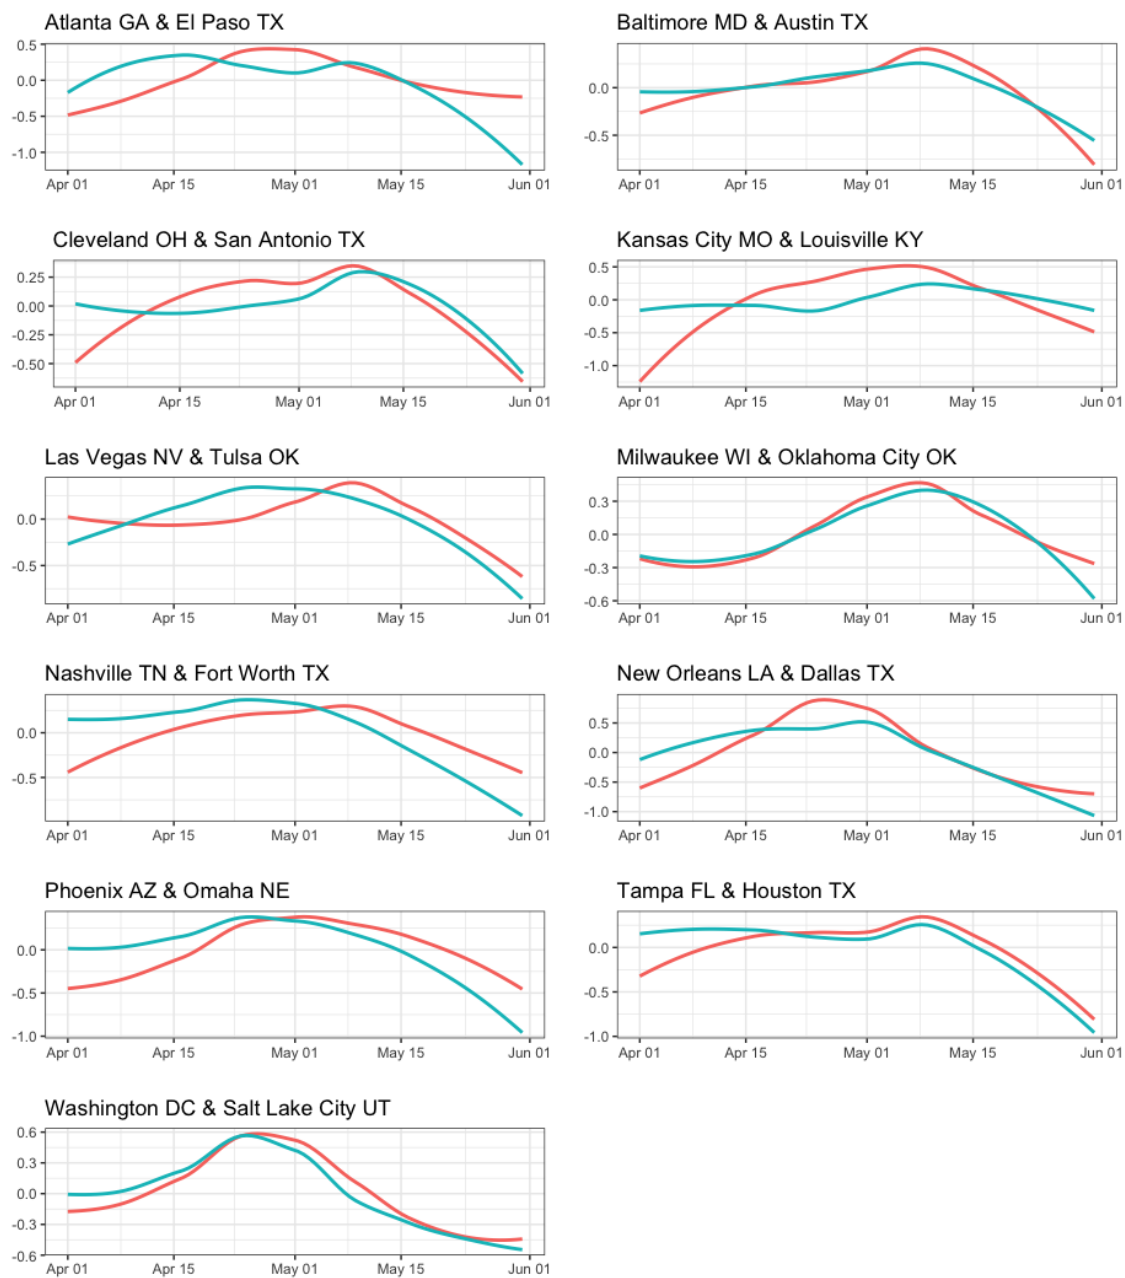 Atlanta GA & El Paso TX
0.5
0.0
-0.5
-1.0
Apr 01 Apr 15 May 01 May 15 Jun 01
Baltimore MD & Austin TX
0.0
-0.5
Apr 01 Apr 15 May 01 May 15 Jun 01
Cleveland OH & San Antonio TX
0.25
0.00
-0.25
-0.50
Apr 01 Apr 15 May 01 May 15 Jun 01
Kansas City MO & Louisville KY
0.5
0.0
-0.5
-1.0
Apr 01 Apr 15 May 01 May 15 Jun 01
Las Vegas NV & Tulsa OK
0.0
-0.5
Apr 01 Apr 15 May 01 May 15 Jun 01
Milwaukee WI & Oklahoma City OK
0.3
0.0
-0.3
-0.6
Apr 01 Apr 15 May 01 May 15 Jun 01
Nashville TN & Fort Worth TX
0.0
-0.5
Apr 01 Apr 15 May 01 May 15 Jun 01
New Orleans LA & Dallas TX
0.5
0.0
-0.5
-1.0
Apr 01 Apr 15 May 01 May 15 Jun 01
Phoenix AZ & Omaha NE
0.0
-0.5
-1.0
Apr 01 Apr 15 May 01 May 15 Jun 01
Tampa FL & Houston TX
0.0
-0.5
-1.0
Apr 01 Apr 15 May 01 May 15 Jun 01
Washington DC & Salt Lake City UT
0.6
0.3
0.0
-0.3
-0.6
Apr 01 Apr 15 May 01 May 15 Jun 01